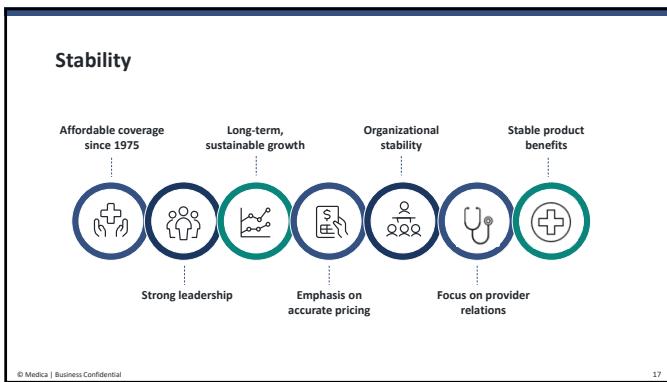 Stability
Affordable coverage
since 1975
Long-term,
sustainable growth
Organizational
stability
Stable product
benefits
$
Strong leadership
Emphasis on
accurate pricing
Focus on provider
relations
© Medica | Business Confidential
17